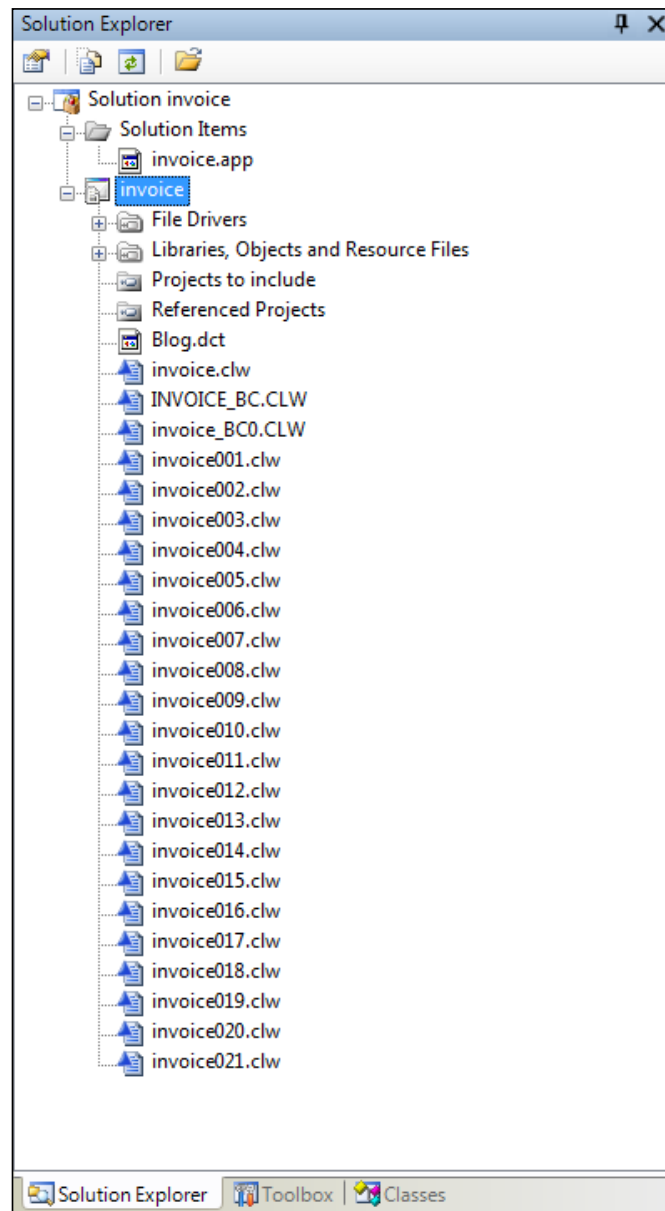 Solution Explorer
Solution invoice
Solution Items
invoice.app
invoice
File Drivers
Libraries, Objects and Resource Files
Projects to include
Referenced Projects
Blog.dct
invoice.clw
INVOICE_BC.CLW
invoice_BC0.CLW
invoice001.clw
invoice002.clw
invoice003.clw
invoice004.clw
invoice005.clw
invoice006.clw
invoice007.clw
invoice008.clw
invoice009.clw
invoice010.clw
invoice011.clw
invoice012.clw
invoice013.clw
invoice014.clw
invoice015.clw
invoice016.clw
invoice017.clw
invoice018.clw
invoice019.clw
invoice020.clw
invoice021.clw
Solution Explorer Toolbox Classes